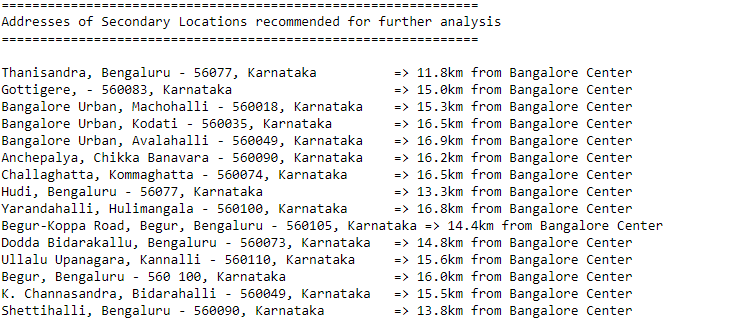 ==============================================================
Addresses of Secondary Locations recommended for further analysis
==============================================================
Thanisandra, Bengaluru - 56077, Karnataka => 11.8km from Bangalore Center
Gottigere, - 560083, Karnataka => 15.0km from Bangalore Center
Bangalore Urban, Machohalli - 560018, Karnataka => 15.3km from Bangalore Center
Bangalore Urban, Kodati - 560035, Karnataka => 16.5km from Bangalore Center
Bangalore Urban, Avalahalli - 560049, Karnataka => 16.9km from Bangalore Center
Anchepalya, Chikka Banavara - 560090, Karnataka => 16.2km from Bangalore Center
Challaghatta, Kommaghatta - 560074, Karnataka => 16.5km from Bangalore Center
Hudi, Bengaluru - 56077, Karnataka => 13.3km from Bangalore Center
Yarandahalli, Hulimangala - 560100, Karnataka => 16.8km from Bangalore Center
Begur-Koppa Road, Begur, Bengaluru - 560105, Karnataka => 14.4km from Bangalore Center
Dodda Bidarakallu, Bengaluru - 560073, Karnataka => 14.8km from Bangalore Center
Ullalu Upanagara, Kannalli - 560110, Karnataka => 15.6km from Bangalore Center
Begur, Bengaluru - 560 100, Karnataka => 16.0km from Bangalore Center
K. Channasandra, Bidarahalli - 560049, Karnataka => 15.5km from Bangalore Center
Shettihalli, Bengaluru - 560090, Karnataka => 13.8km from Bangalore Center